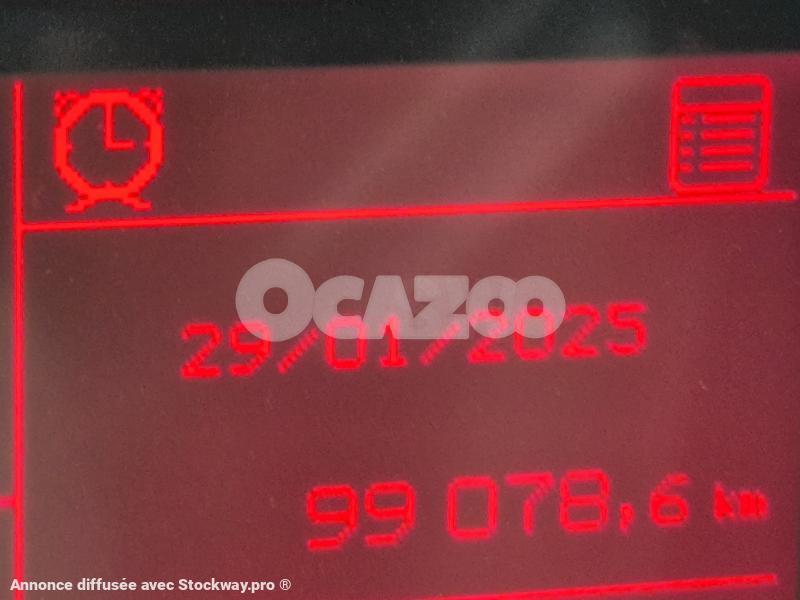 OCAZOO
29/01/2025
99 078,6 km
Annonce diffusée avec Stockway.pro ®